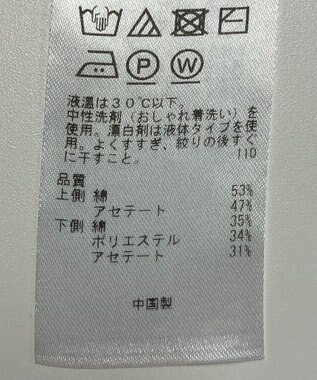 P W
液温は30℃以下。
中性洗剤（おしゃれ着洗い）を
使用。漂白剤は液体タイプを使
用。よくすすぎ、絞りの後すぐ
に干すこと。 110
品質
上側 綿 53%
アセテート 47%
下側 綿 35%
ポリエステル 34%
アセテート 31%
中国製